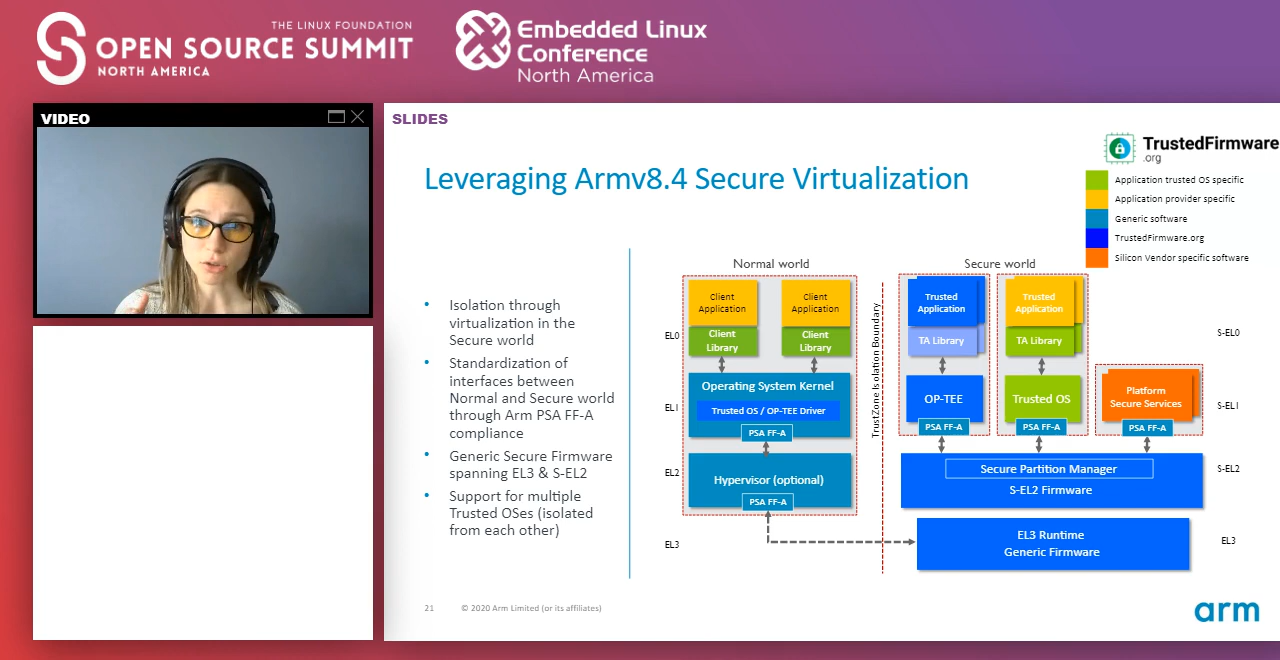 THE LINUX FOUNDATION
OPEN SOURCE SUMMIT
NORTH AMERICA
Embedded Linux
Conference
North America
VIDEO
SLIDES
TrustedFirmware
.org
Leveraging Armv8.4 Secure Virtualization
Application trusted OS specific
Application provider specific
Generic software
TrustedFirmware.org
Silicon Vendor specific software
• Isolation through
virtualization in the
Secure world
• Standardization of
interfaces between
Normal and Secure world
through Arm PSA FF-A
compliance
• Generic Secure Firmware
spanning EL3 & S-EL2
• Support for multiple
Trusted OSes (isolated
from each other)
Normal world
Secure world
Client
Application
Client
Application
Client
Library
Client
Library
EL0
Operating System Kernel
Trusted OS / OP-TEE Driver
PSA FF-A
EL1
Hypervisor (optional)
PSA FF-A
EL2
EL3
TrustZone Isolation Boundary
Trusted
Application
TA Library
Trusted
Application
TA Library
S-EL0
OP-TEE
PSA FF-A
Trusted OS
PSA FF-A
Platform
Secure Services
PSA FF-A
S-EL1
Secure Partition Manager
S-EL2 Firmware
S-EL2
EL3 Runtime
Generic Firmware
EL3
21
© 2020 Arm Limited (or its affiliates)
arm